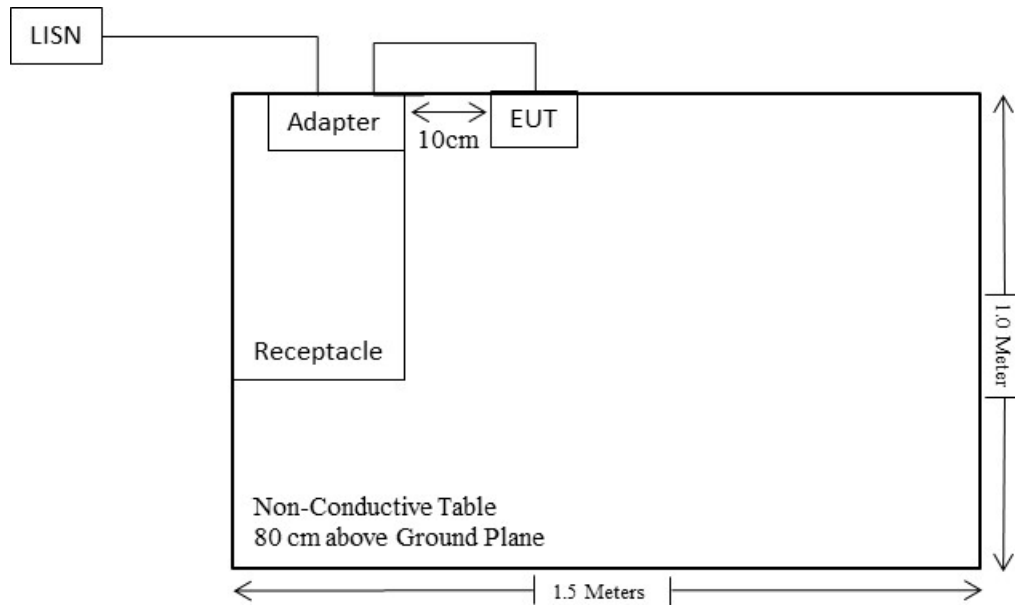 LISN
Adapter
10cm
EUT
Receptacle
1.0 Meter
Non-Conductive Table
80 cm above Ground Plane
1.5 Meters